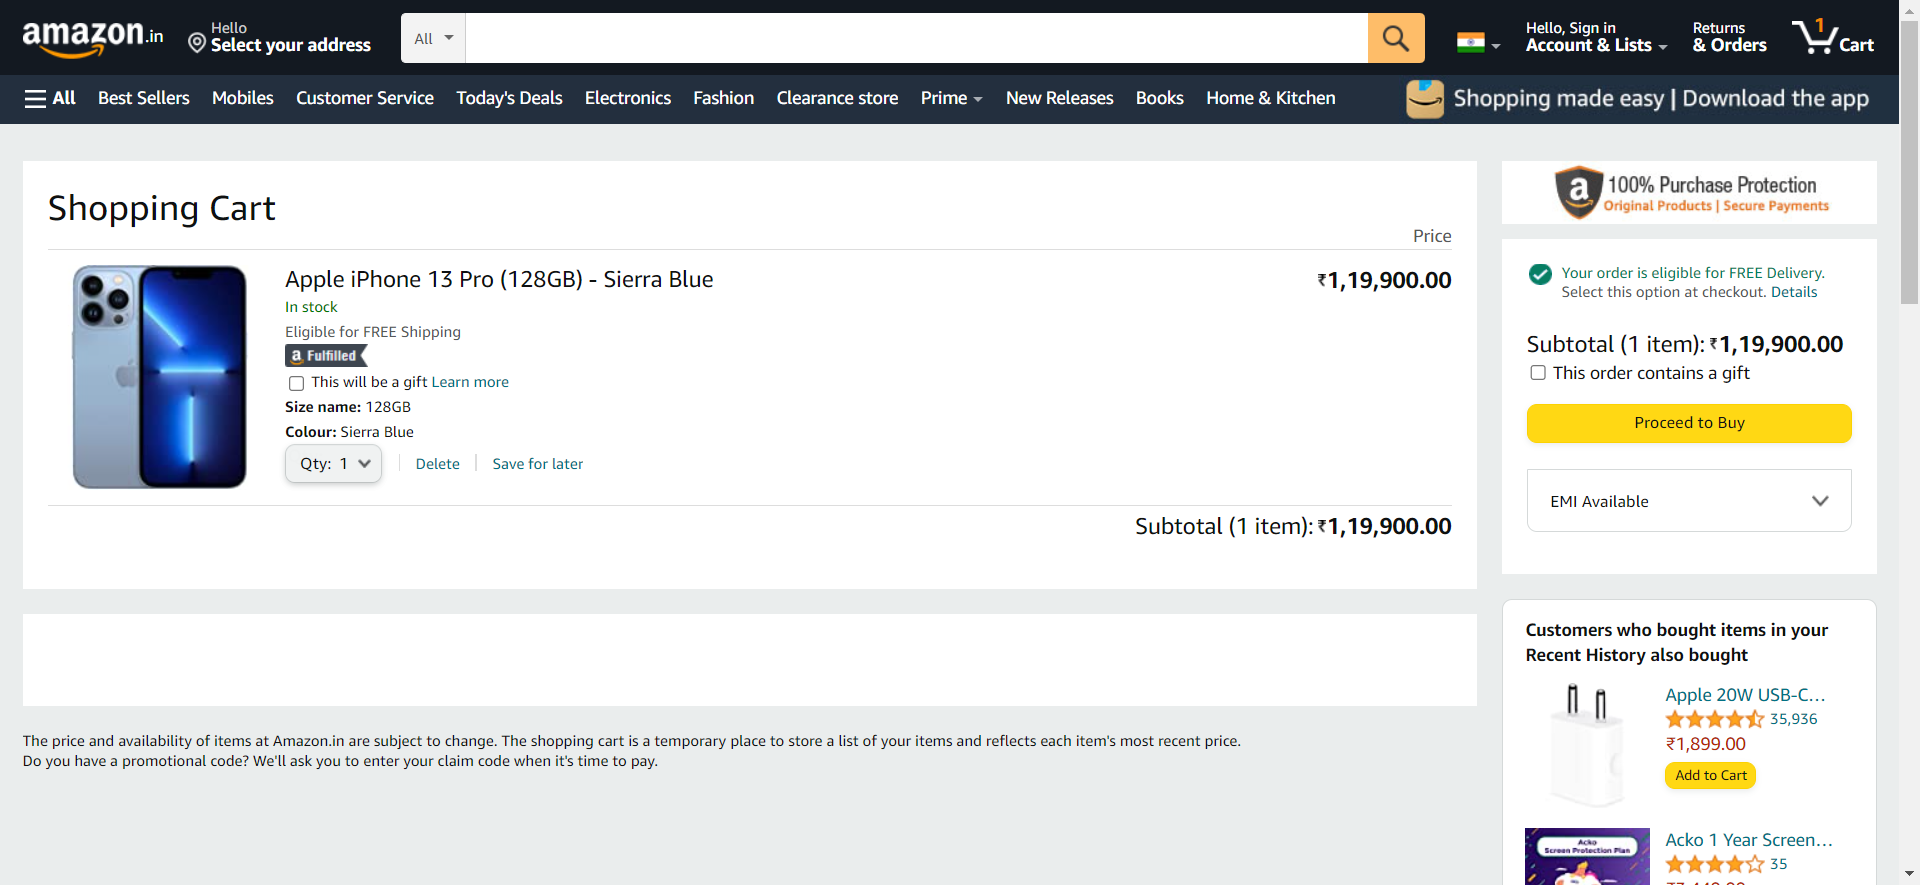 amazon.in
Hello
Select your address
All
Hello, Sign in
Account & Lists
Returns
& Orders
1
Cart
All
Best Sellers
Mobiles
Customer Service
Today's Deals
Electronics
Fashion
Clearance store
Prime
New Releases
Books
Home & Kitchen
Shopping made easy | Download the app
Shopping Cart
Price
Apple iPhone 13 Pro (128GB) - Sierra Blue
₹1,19,900.00
In stock
Eligible for FREE Shipping
a Fulfilled
This will be a gift Learn more
Size name: 128GB
Colour: Sierra Blue
Qty: 1
Delete
Save for later
Subtotal (1 item): ₹1,19,900.00
The price and availability of items at Amazon.in are subject to change. The shopping cart is a temporary place to store a list of your items and reflects each item's most recent price.
Do you have a promotional code? We'll ask you to enter your claim code when it's time to pay.
a 100% Purchase Protection
Original Products | Secure Payments
Your order is eligible for FREE Delivery.
Select this option at checkout. Details
Subtotal (1 item): ₹1,19,900.00
This order contains a gift
Proceed to Buy
EMI Available
Customers who bought items in your
Recent History also bought
Apple 20W USB-C...
35,936
₹1,899.00
Add to Cart
Acko
Screen Protection Plan
Acko 1 Year Screen...
35